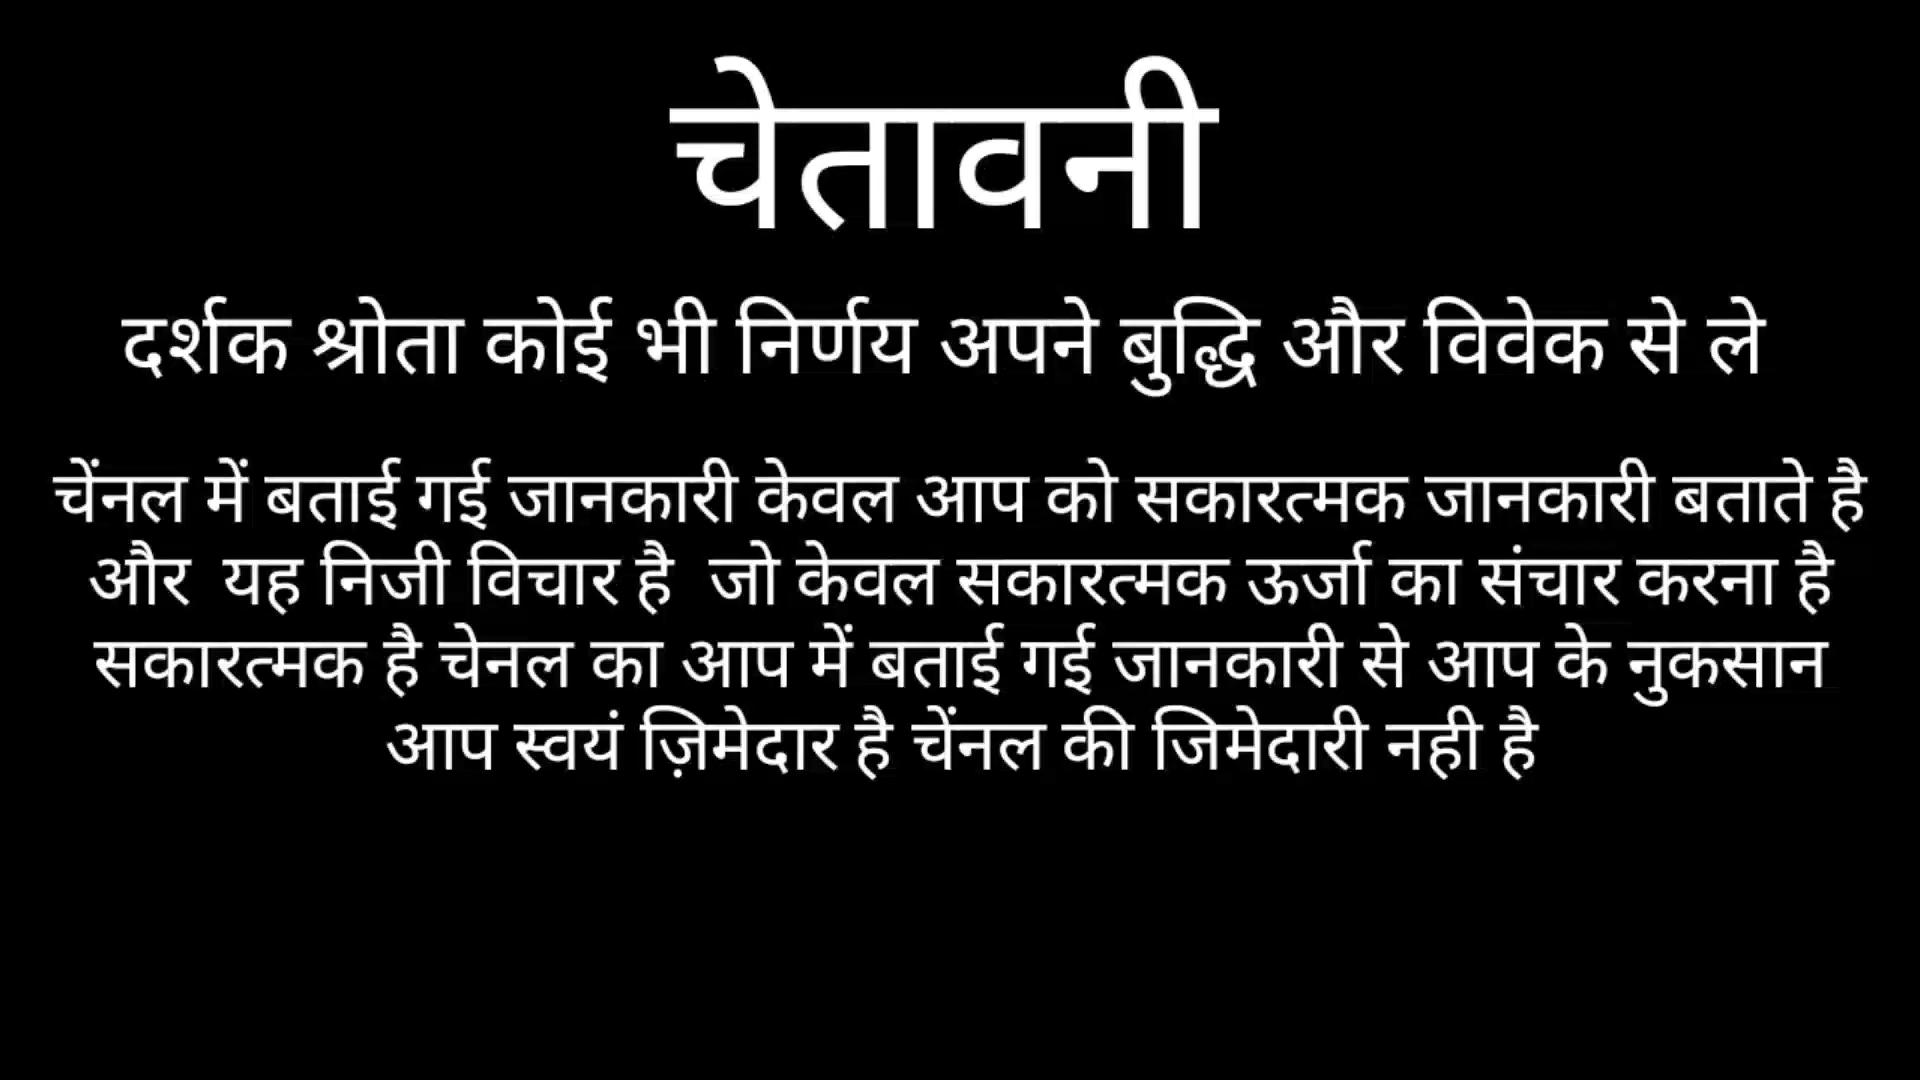 चेतावनी
दर्शक श्रोता कोई भी निर्णय अपने बुद्धि और विवेक से ले
चेंनल में बताई गई जानकारी केवल आप को सकारत्मक जानकारी बताते है
और यह निजी विचार है जो केवल सकारत्मक ऊर्जा का संचार करना है
सकारत्मक है चेनल का आप में बताई गई जानकारी से आप के नुकसान
आप स्वयं ज़िमेदार है चेंनल की जिमेदारी नही है